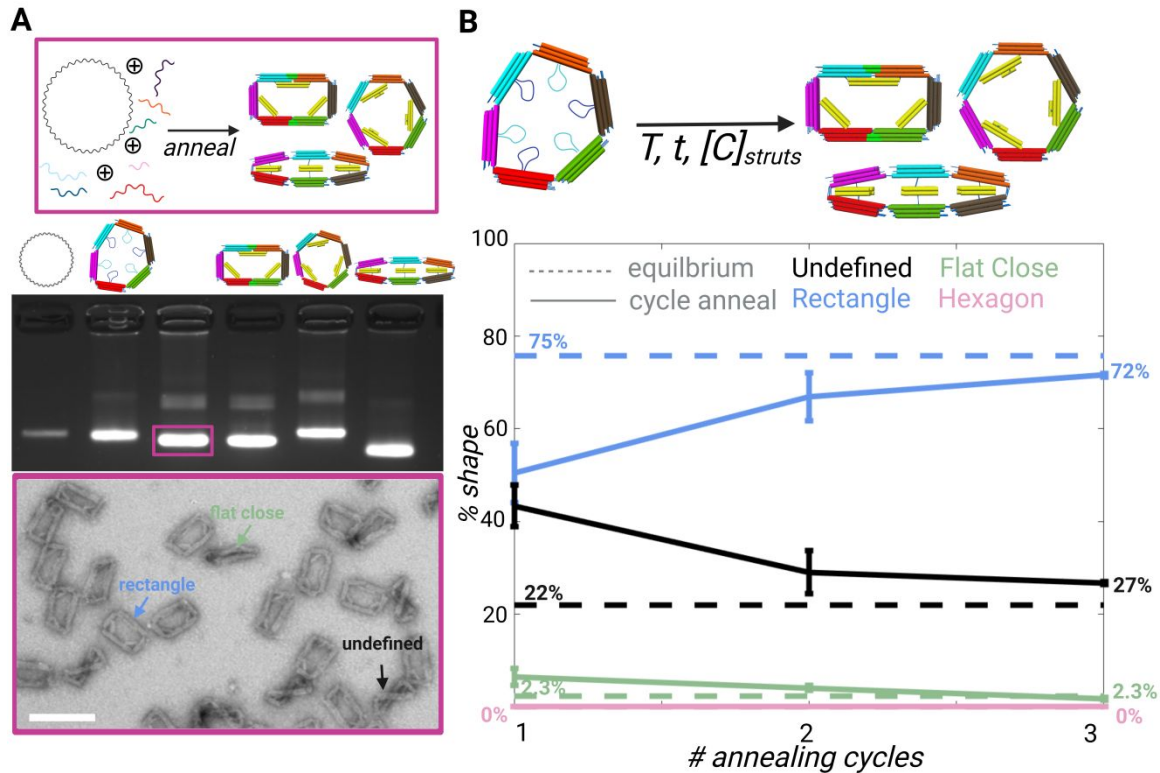 A
anneal
flat close
rectangle
undefined
B
T, t, [C]struts
100
80
60
40
20
% shape
equilbrium
cycle anneal
Undefined
Rectangle
Flat Close
Hexagon
75%
72%
22%
27%
2.3%
2.3%
0%
0%
1
2
3
# annealing cycles